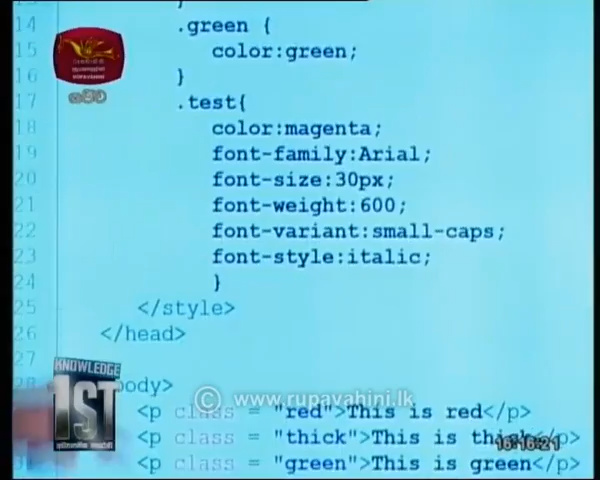 14 .green {
15 color:green;
16 }
17 .test{
18 color:magenta;
19 font-family:Arial;
20 font-size:30px;
21 font-weight:600;
22 font-variant:small-caps;
23 font-style:italic;
24 }
25 </style>
26 </head>
27
28 body>
<p class = "red">This is red</p>
<p class = "thick">This is thick</p>
<p class = "green">This is green</p>
KNOWLEDGE
1ST
© www.rupavahini.lk
16:16:21